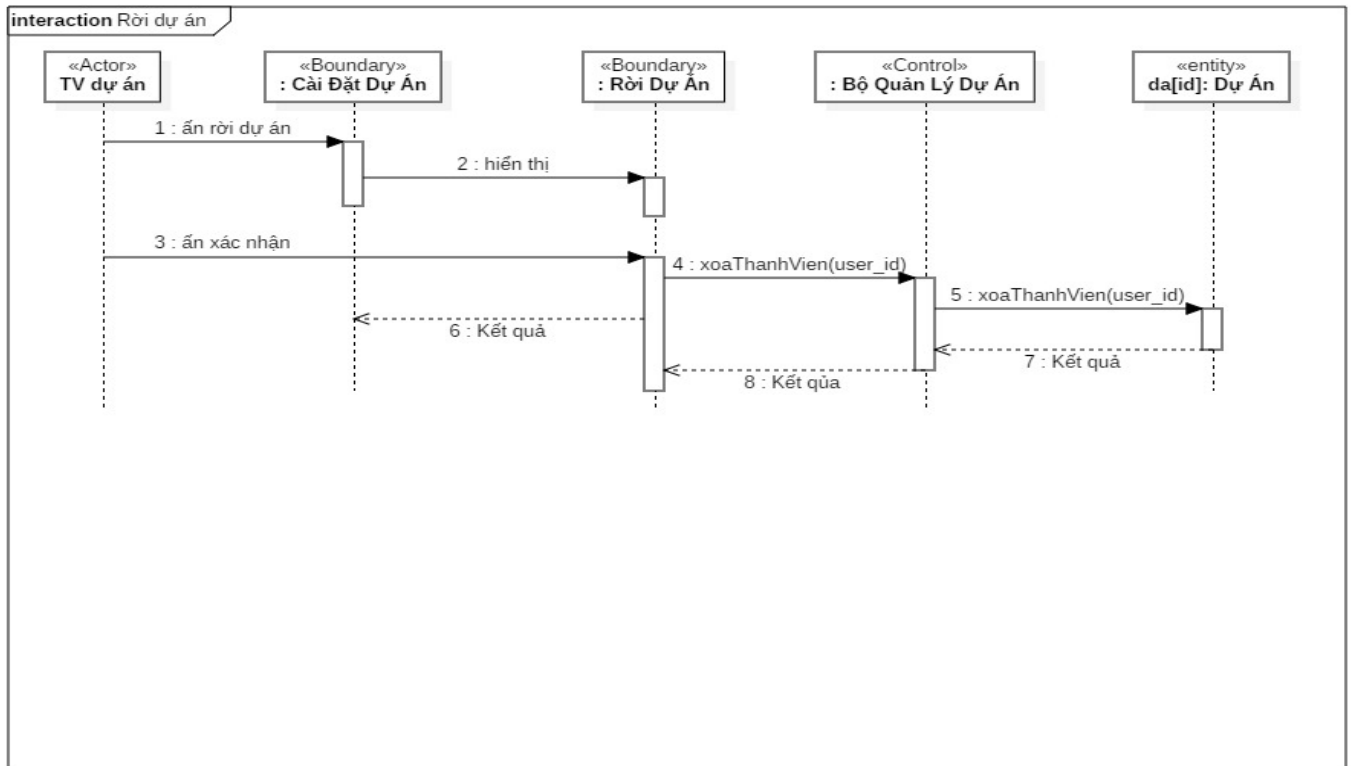 interaction Rời dự án
«Actor»
TV dự án
«Boundary»
: Cài Đặt Dự Án
«Boundary»
: Rời Dự Ấn
«Control»
: Bộ Quản Lý Dự Án
«entity»
da[id]: Dự Án
1 : ấn rời dự án
2 : hiển thị
3 : ấn xác nhận
4 : xoaThanhVien(user_id)
5 : xoaThanhVien(user_id)
6 : Kết quả
7 : Kết quả
8 : Kết qủa